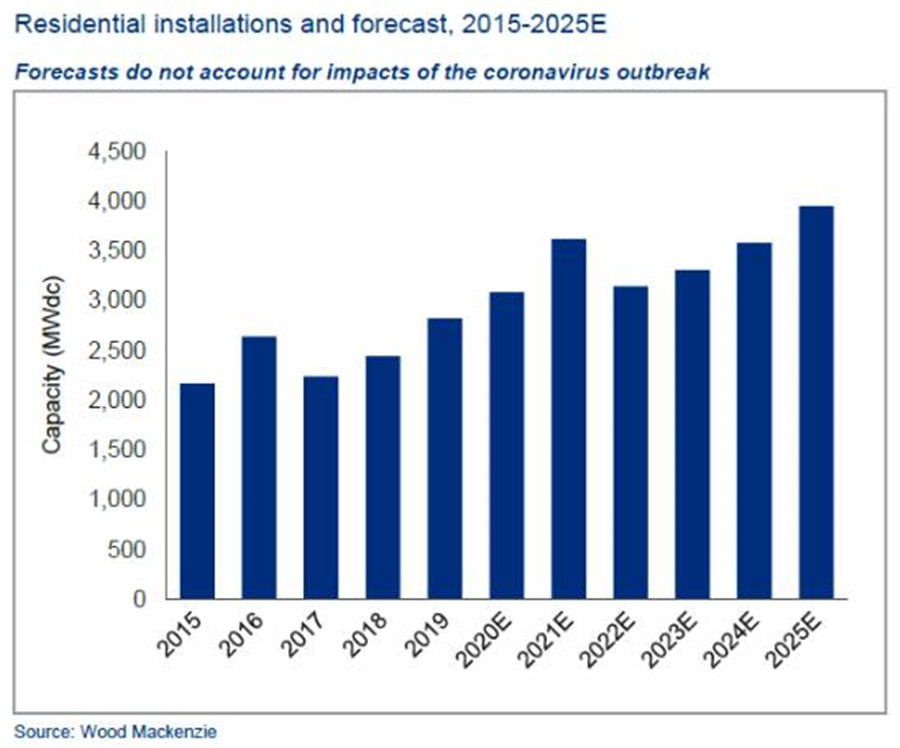 Residential installations and forecast, 2015-2025E
Forecasts do not account for impacts of the coronavirus outbreak
4,500
4,000
3,500
3,000
2,500
2,000
1,500
1,000
500
0
Capacity (MWdc)
2015
2016
2017
2018
2019
2020E
2021E
2022E
2023E
2024E
2025E
Source: Wood Mackenzie